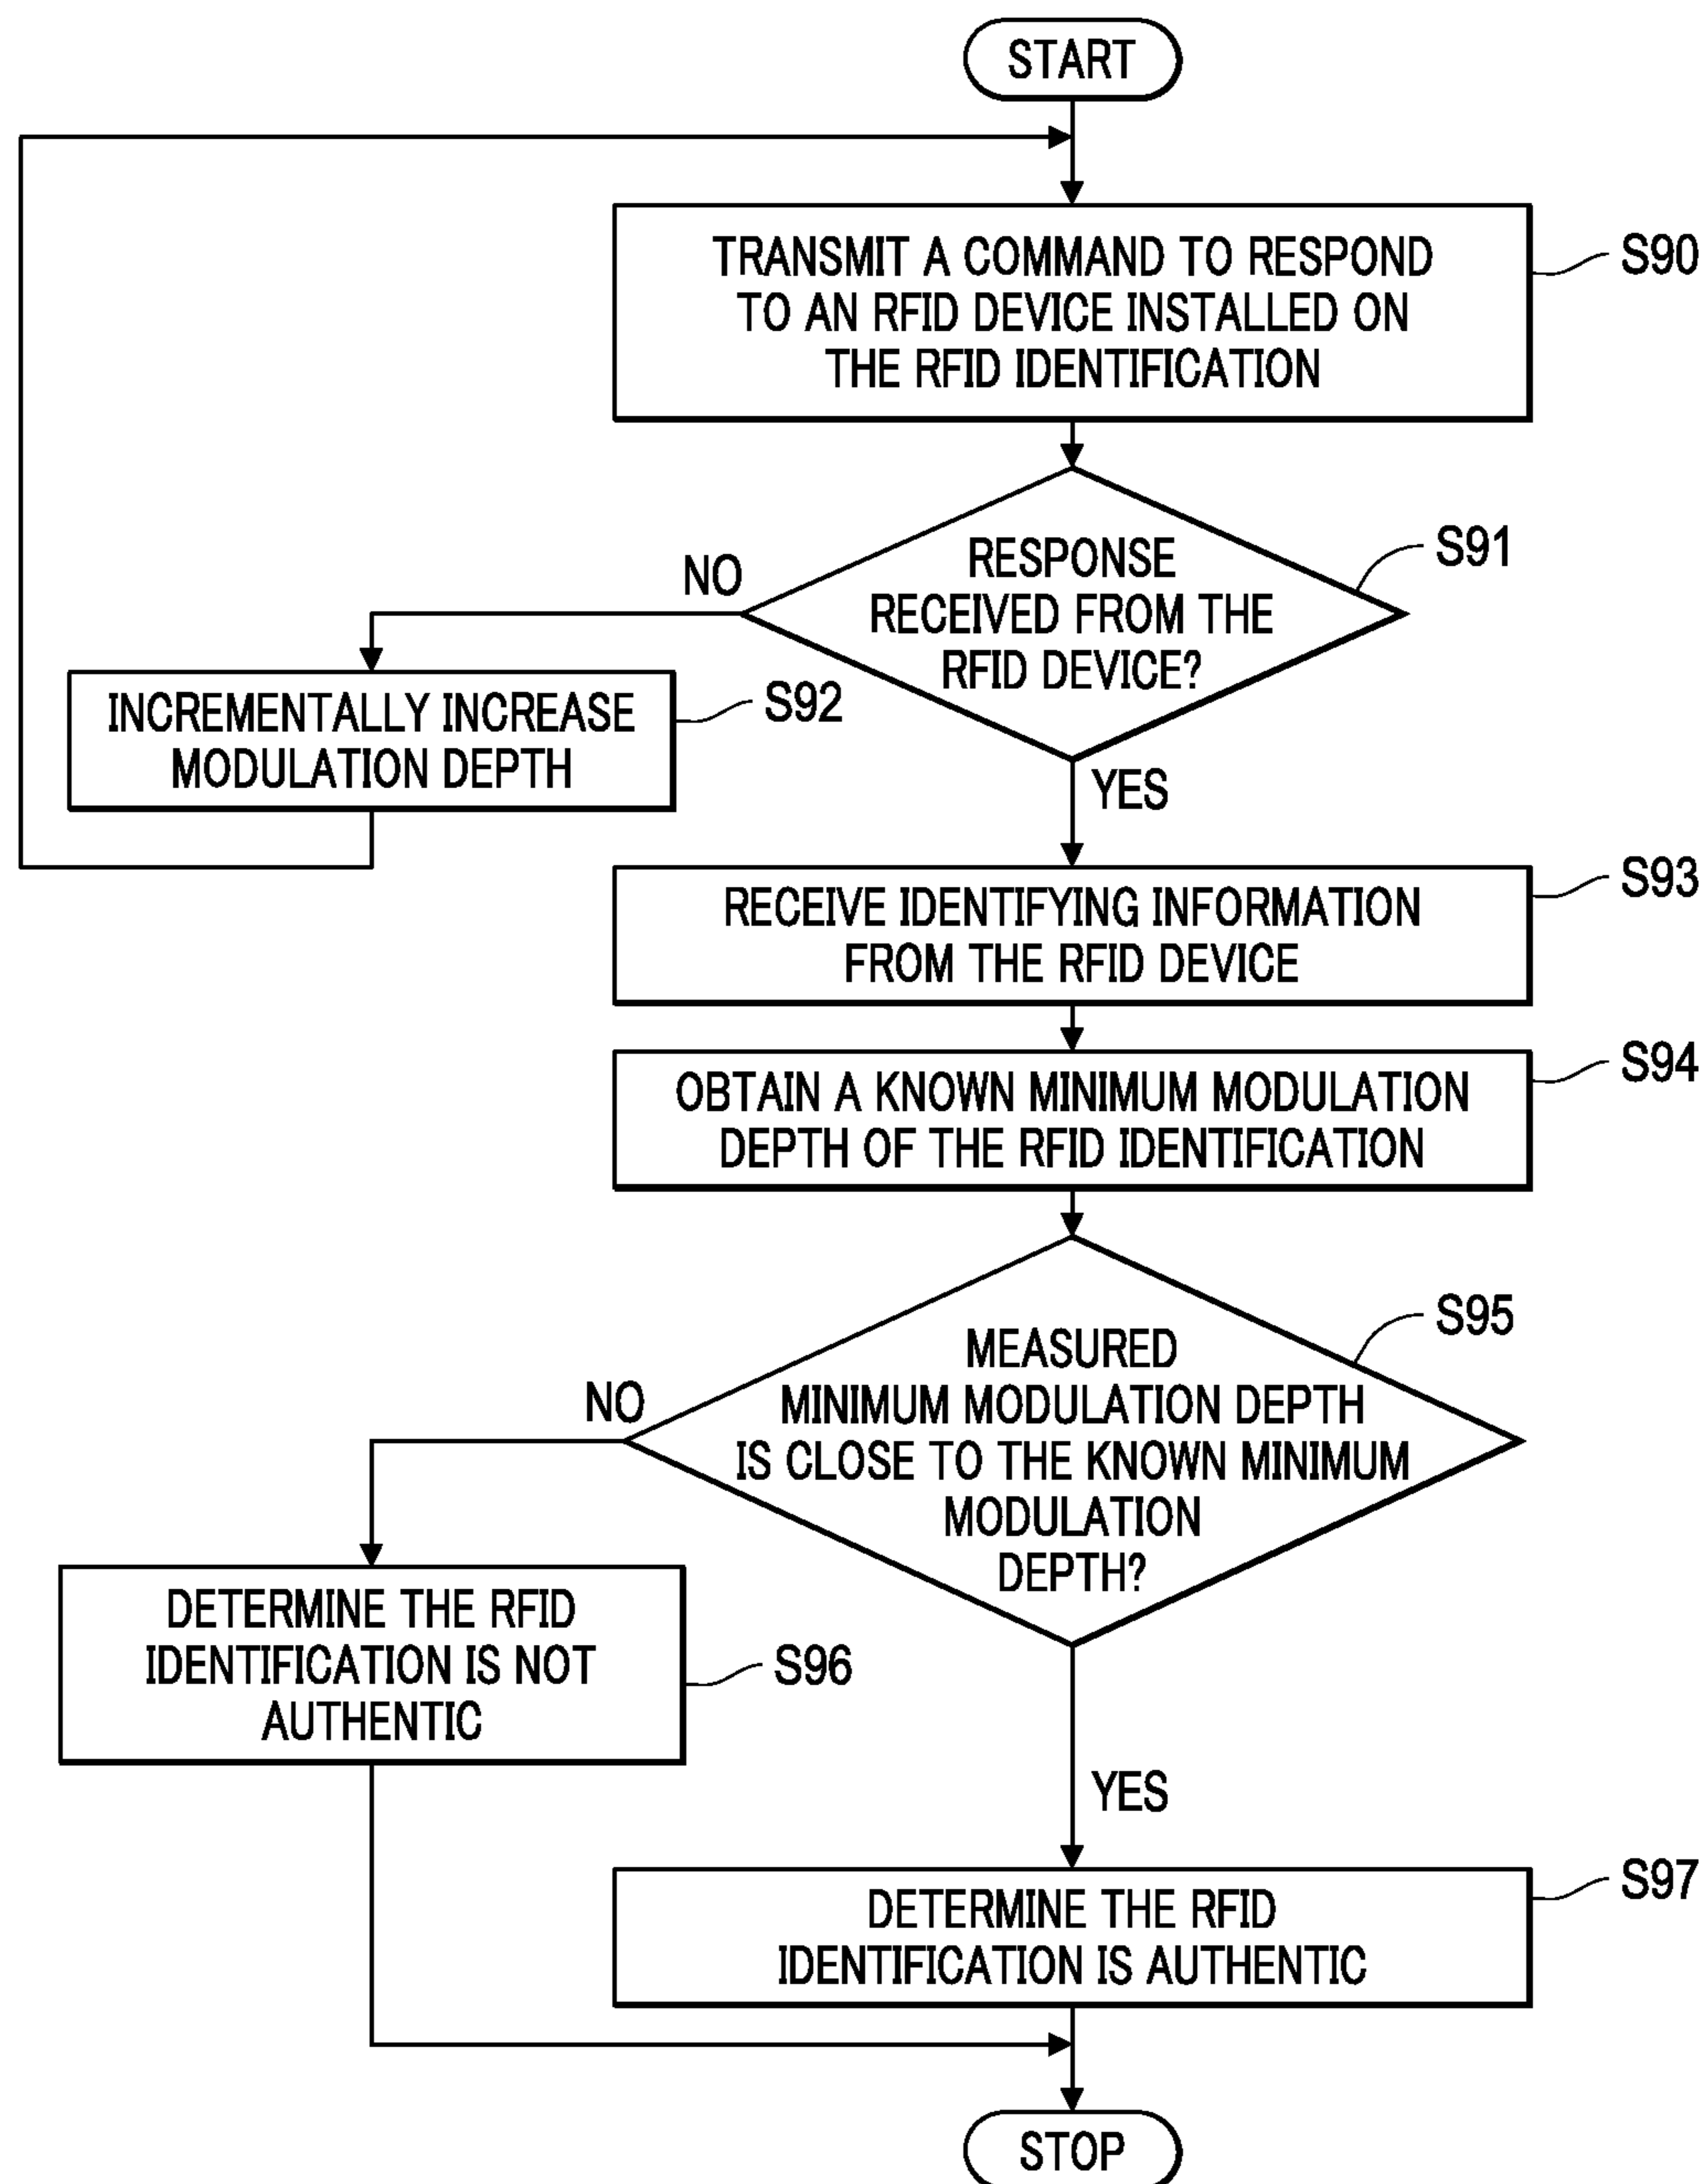 START
TRANSMIT A COMMAND TO RESPOND
TO AN RFID DEVICE INSTALLED ON
THE RFID IDENTIFICATION
S90
RESPONSE
RECEIVED FROM THE
RFID DEVICE?
S91
NO
INCREMENTALLY INCREASE
MODULATION DEPTH
S92
YES
RECEIVE IDENTIFYING INFORMATION
FROM THE RFID DEVICE
S93
OBTAIN A KNOWN MINIMUM MODULATION
DEPTH OF THE RFID IDENTIFICATION
S94
MEASURED
MINIMUM MODULATION DEPTH
IS CLOSE TO THE KNOWN MINIMUM
MODULATION
DEPTH?
S95
NO
DETERMINE THE RFID
IDENTIFICATION IS NOT
AUTHENTIC
S96
YES
DETERMINE THE RFID
IDENTIFICATION IS AUTHENTIC
S97
STOP